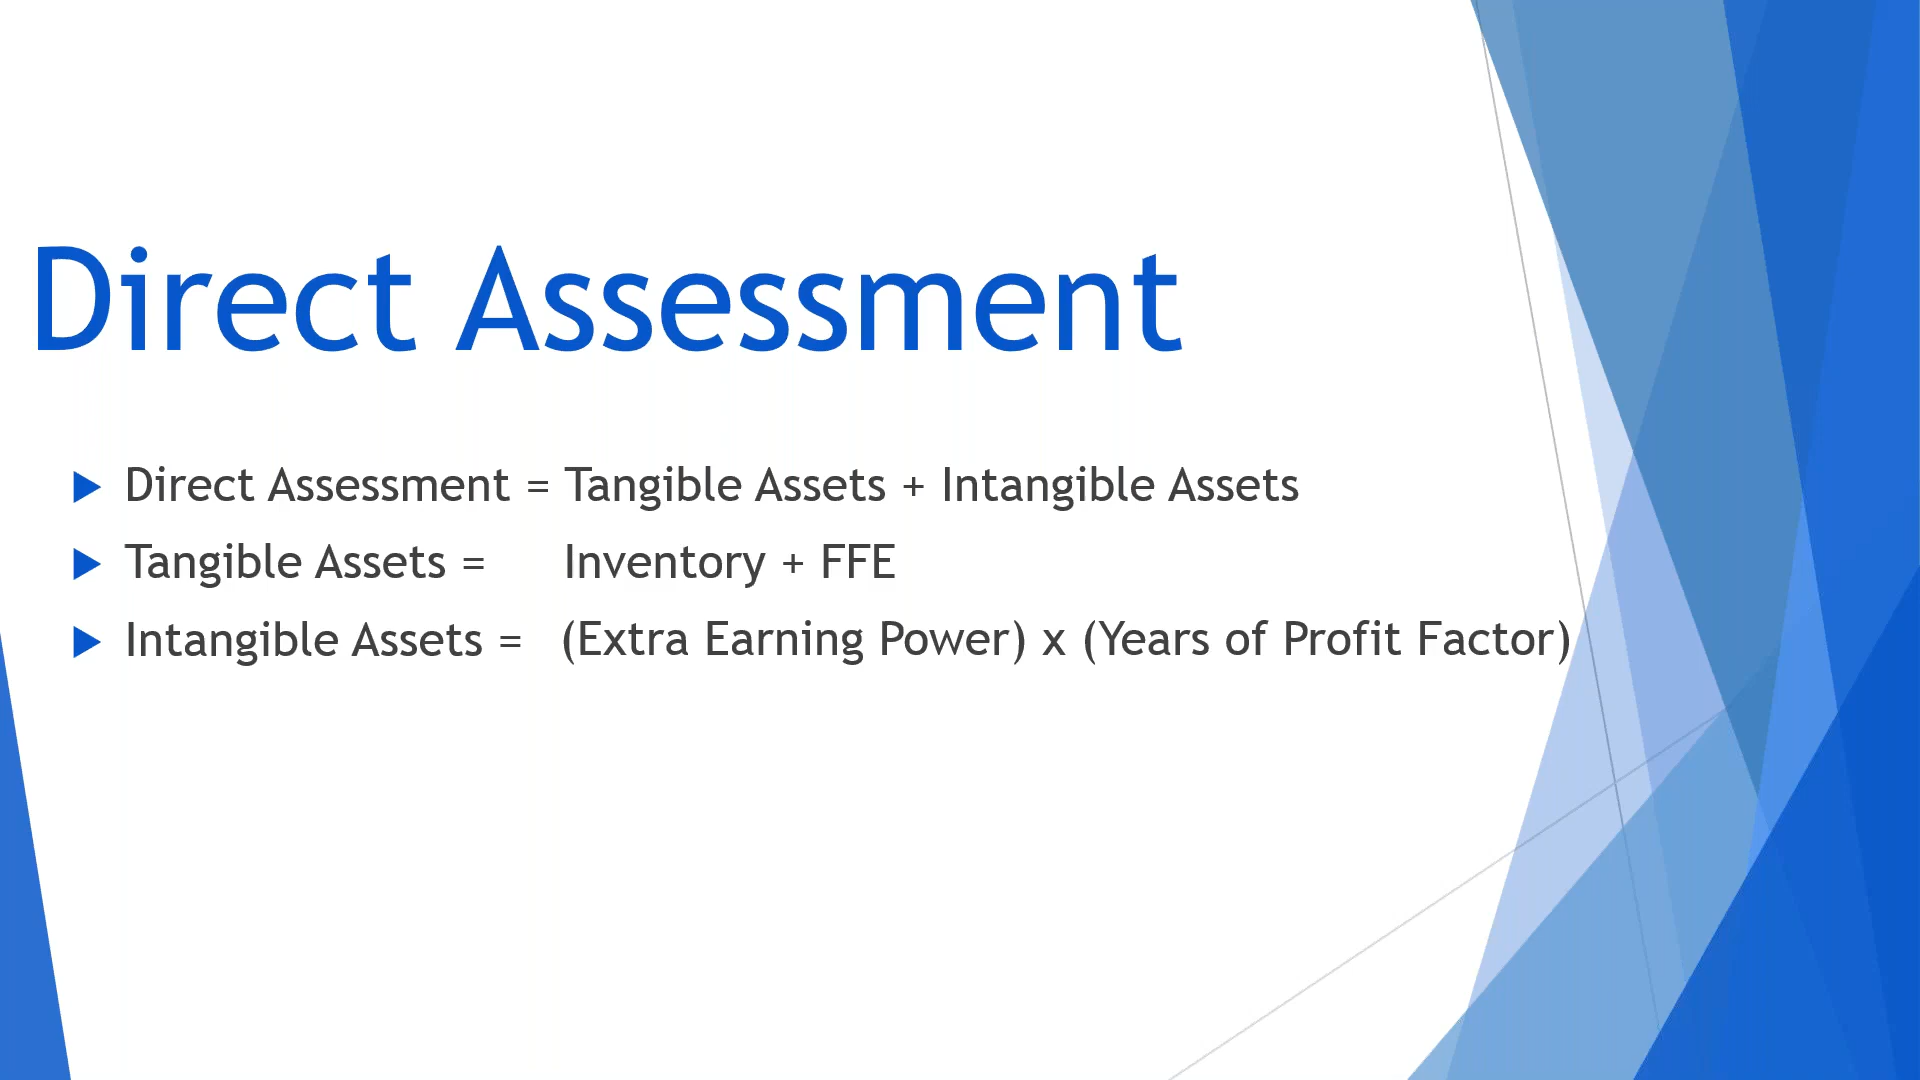 Direct Assessment
Direct Assessment = Tangible Assets + Intangible Assets
Tangible Assets = Inventory + FFE
Intangible Assets = (Extra Earning Power) x (Years of Profit Factor)